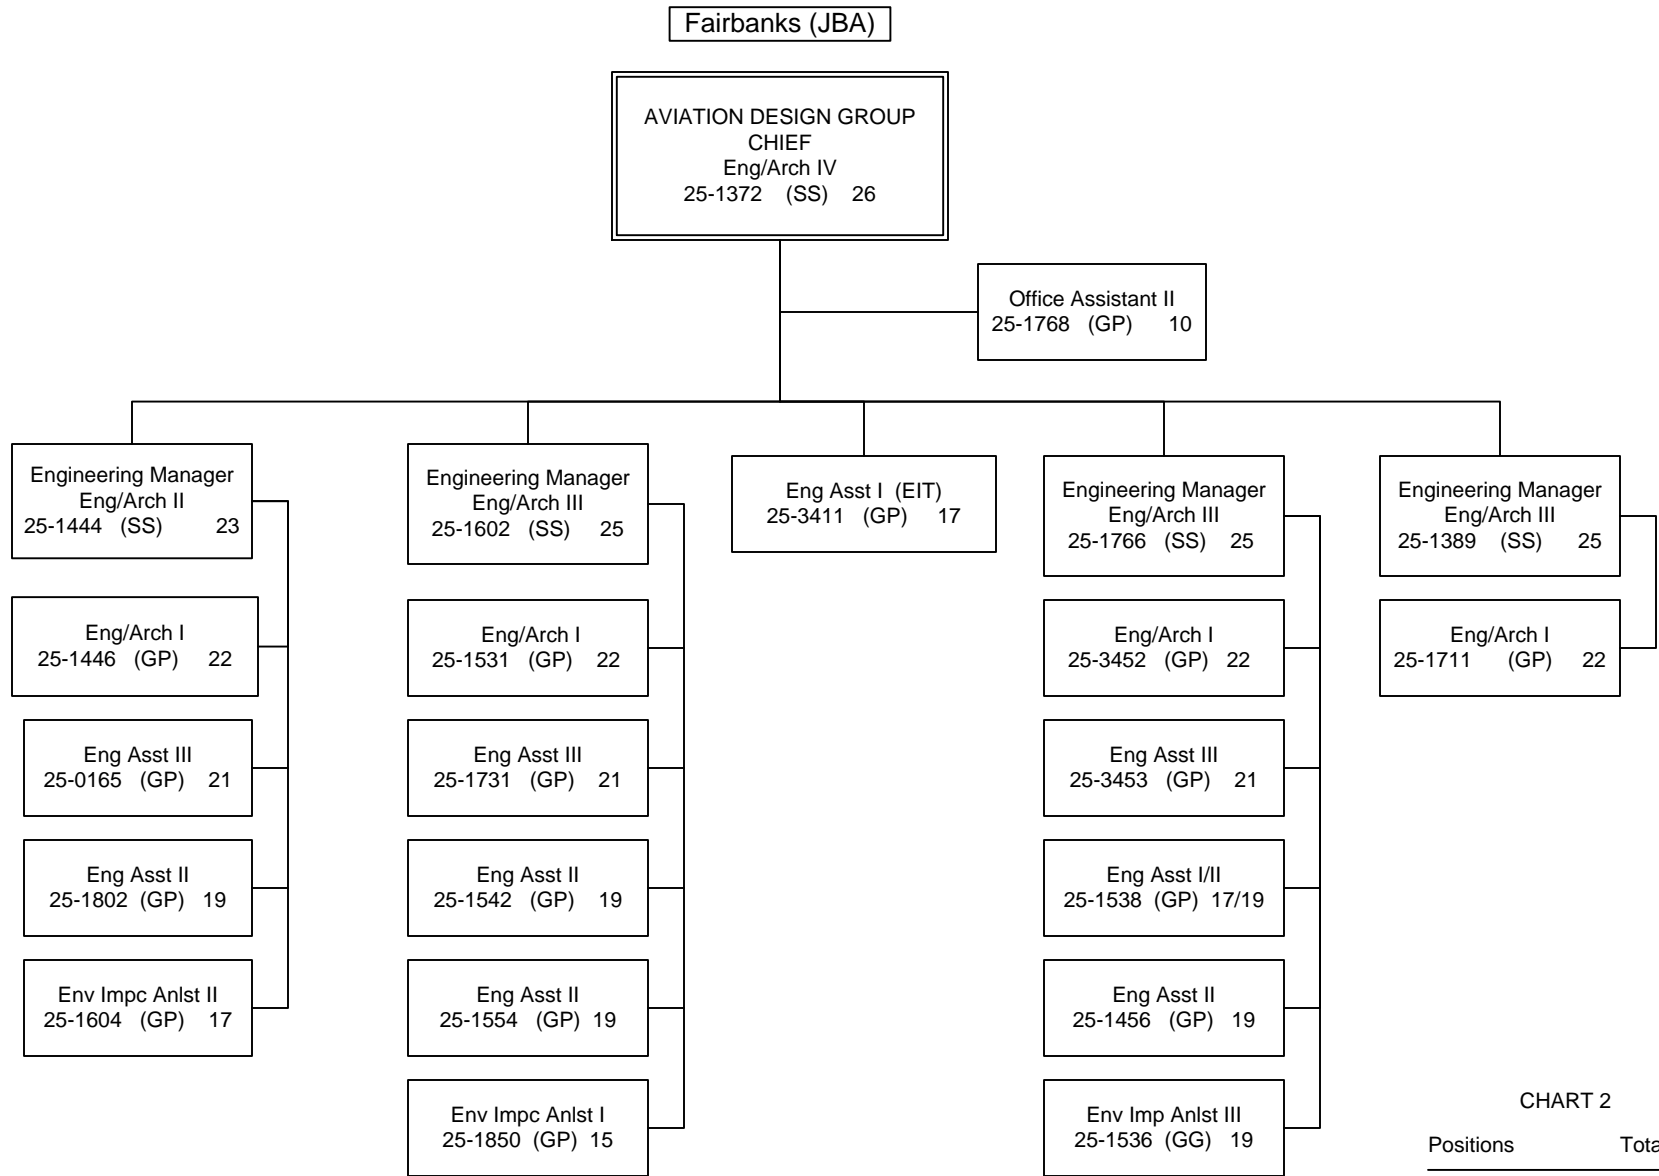 Fairbanks (JBA)
AVIATION DESIGN GROUP
CHIEF
Eng/Arch IV
25-1372 (SS) 26
Office Assistant II
25-1768 (GP) 10
Engineering Manager
Eng/Arch II
25-1444 (SS) 23
Eng/Arch I
25-1446 (GP) 22
Eng Asst III
25-0165 (GP) 21
Eng Asst II
25-1802 (GP) 19
Env Impc Anlst II
25-1604 (GP) 17
Engineering Manager
Eng/Arch III
25-1602 (SS) 25
Eng/Arch I
25-1531 (GP) 22
Eng Asst III
25-1731 (GP) 21
Eng Asst II
25-1542 (GP) 19
Eng Asst II
25-1554 (GP) 19
Env Impc Anlst I
25-1850 (GP) 15
Eng Asst I (EIT)
25-3411 (GP) 17
Engineering Manager
Eng/Arch III
25-1766 (SS) 25
Eng/Arch I
25-3452 (GP) 22
Eng Asst III
25-3453 (GP) 21
Eng Asst I/II
25-1538 (GP) 17/19
Eng Asst II
25-1456 (GP) 19
Env Imp Anlst III
25-1536 (GG) 19
Engineering Manager
Eng/Arch III
25-1389 (SS) 25
Eng/Arch I
25-1711 (GP) 22
CHART 2
Positions